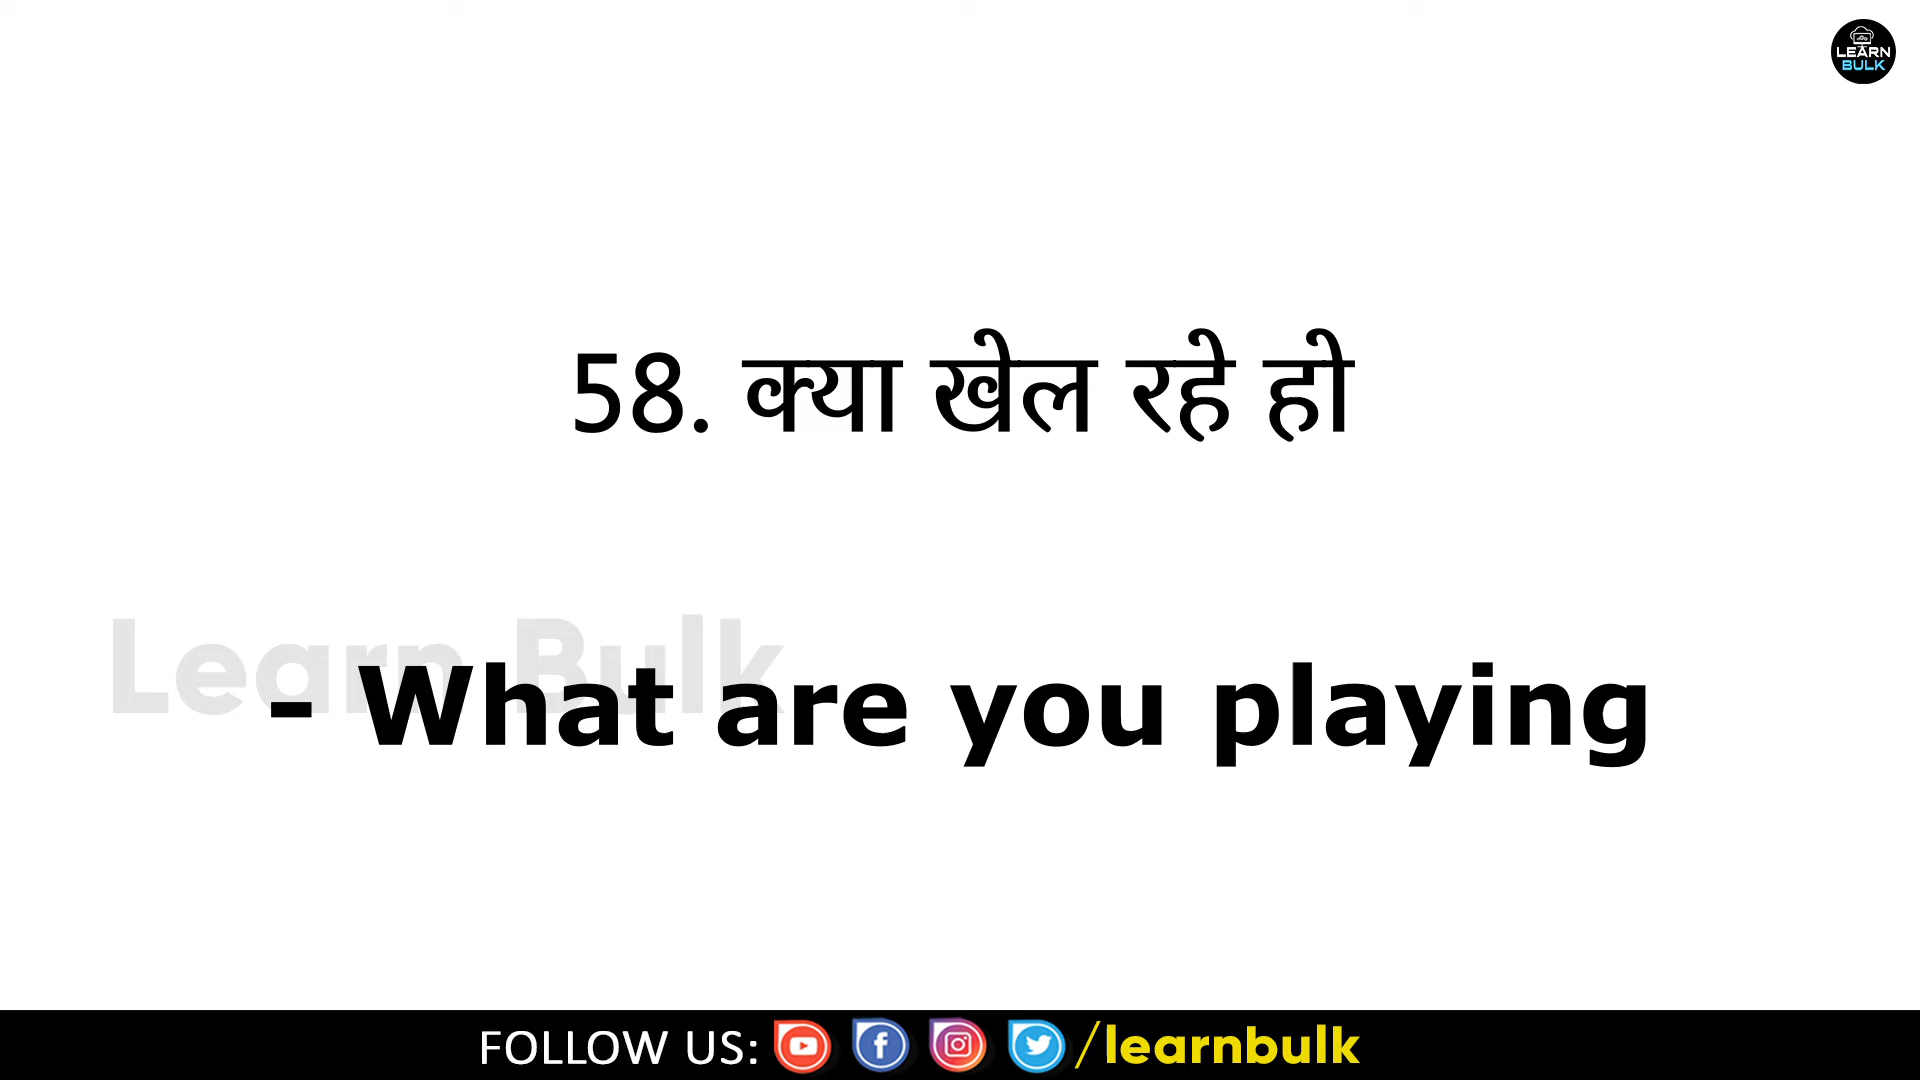 LEARN
BULK
58. क्या खेल रहे हो
Learn Bulk
- What are you playing
FOLLOW US: /learnbulk